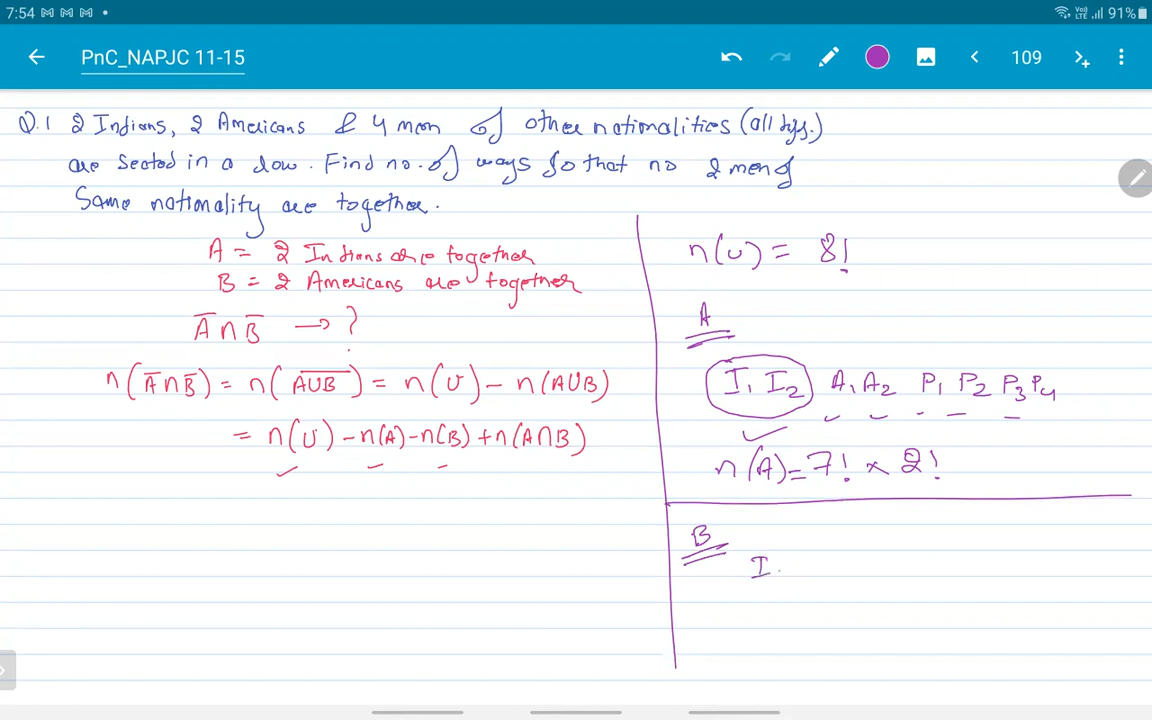 7:54
91%
PnC_NAPJC 11-15
109
Q.1 2 Indians, 2 Americans & 4 men of other nationalities (all diff.)
are seated in a row. Find no. of ways so that no 2 men of
Same nationality are together.
A = 2 Indians are together
B = 2 Americans are together
A̅ ∩ B̅ → ?
n(A̅ ∩ B̅) = n(A̅∪̅B̅) = n(U) - n(A∪B)
= n(U) - n(A) - n(B) + n(A∩B)
n(U) = 8!
A
I₁ I₂ A₁ A₂ P₁ P₂ P₃ P₄
n(A) = 7! × 2!
B
I